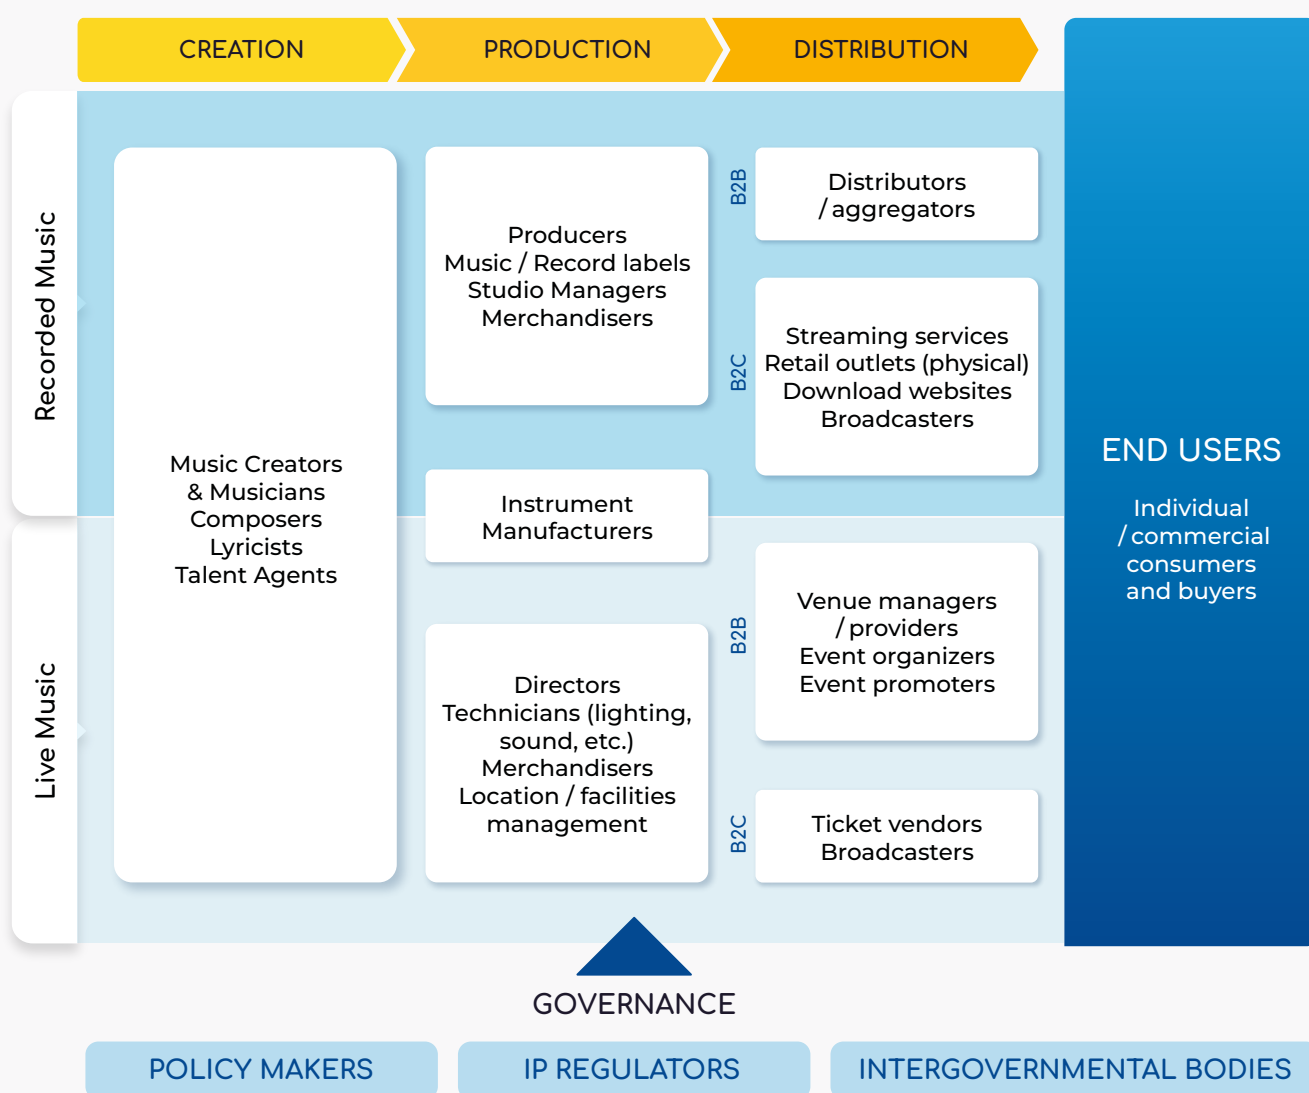 CREATION
PRODUCTION
DISTRIBUTION
Recorded Music
Live Music
Music Creators
& Musicians
Composers
Lyricists
Talent Agents
Producers
Music / Record labels
Studio Managers
Merchandisers
Instrument
Manufacturers
Directors
Technicians (lighting,
sound, etc.)
Merchandisers
Location / facilities
management
B2B
Distributors
/ aggregators
B2C
Streaming services
Retail outlets (physical)
Download websites
Broadcasters
B2B
Venue managers
/ providers
Event organizers
Event promoters
B2C
Ticket vendors
Broadcasters
END USERS
Individual
/ commercial
consumers
and buyers
GOVERNANCE
POLICY MAKERS
IP REGULATORS
INTERGOVERNMENTAL BODIES